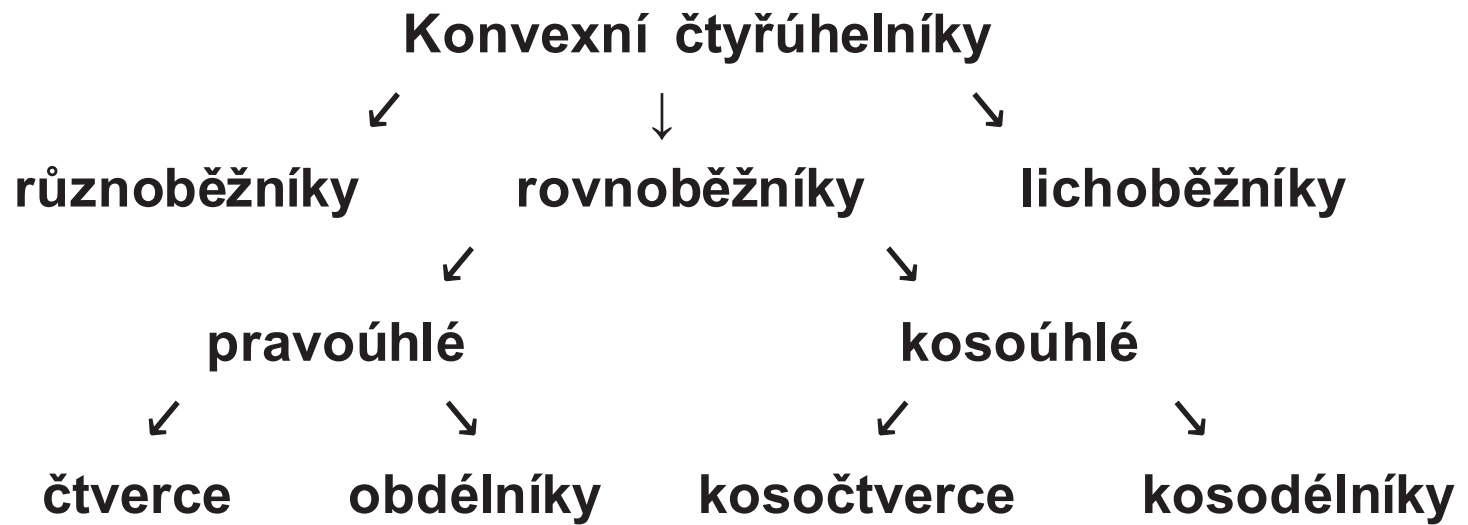 Konvexní čtyřúhelníky
↙ ↓ ↘
různoběžníky rovnoběžníky lichoběžníky
↙ ↘
pravoúhlé kosoúhlé
↙ ↘ ↙ ↘
čtverce obdélníky kosočtverce kosodélníky